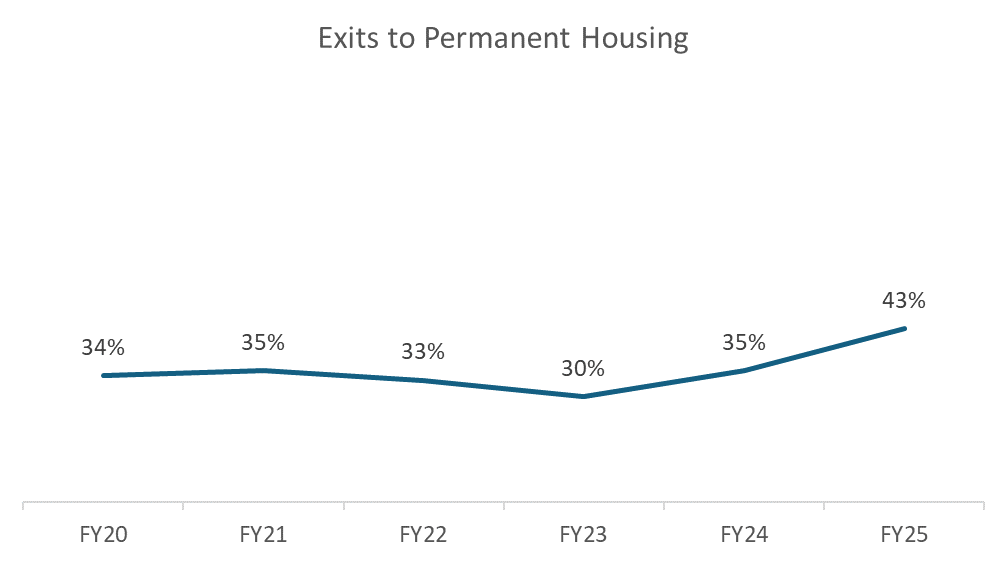 Exits to Permanent Housing
34%
35%
33%
30%
35%
43%
FY20
FY21
FY22
FY23
FY24
FY25